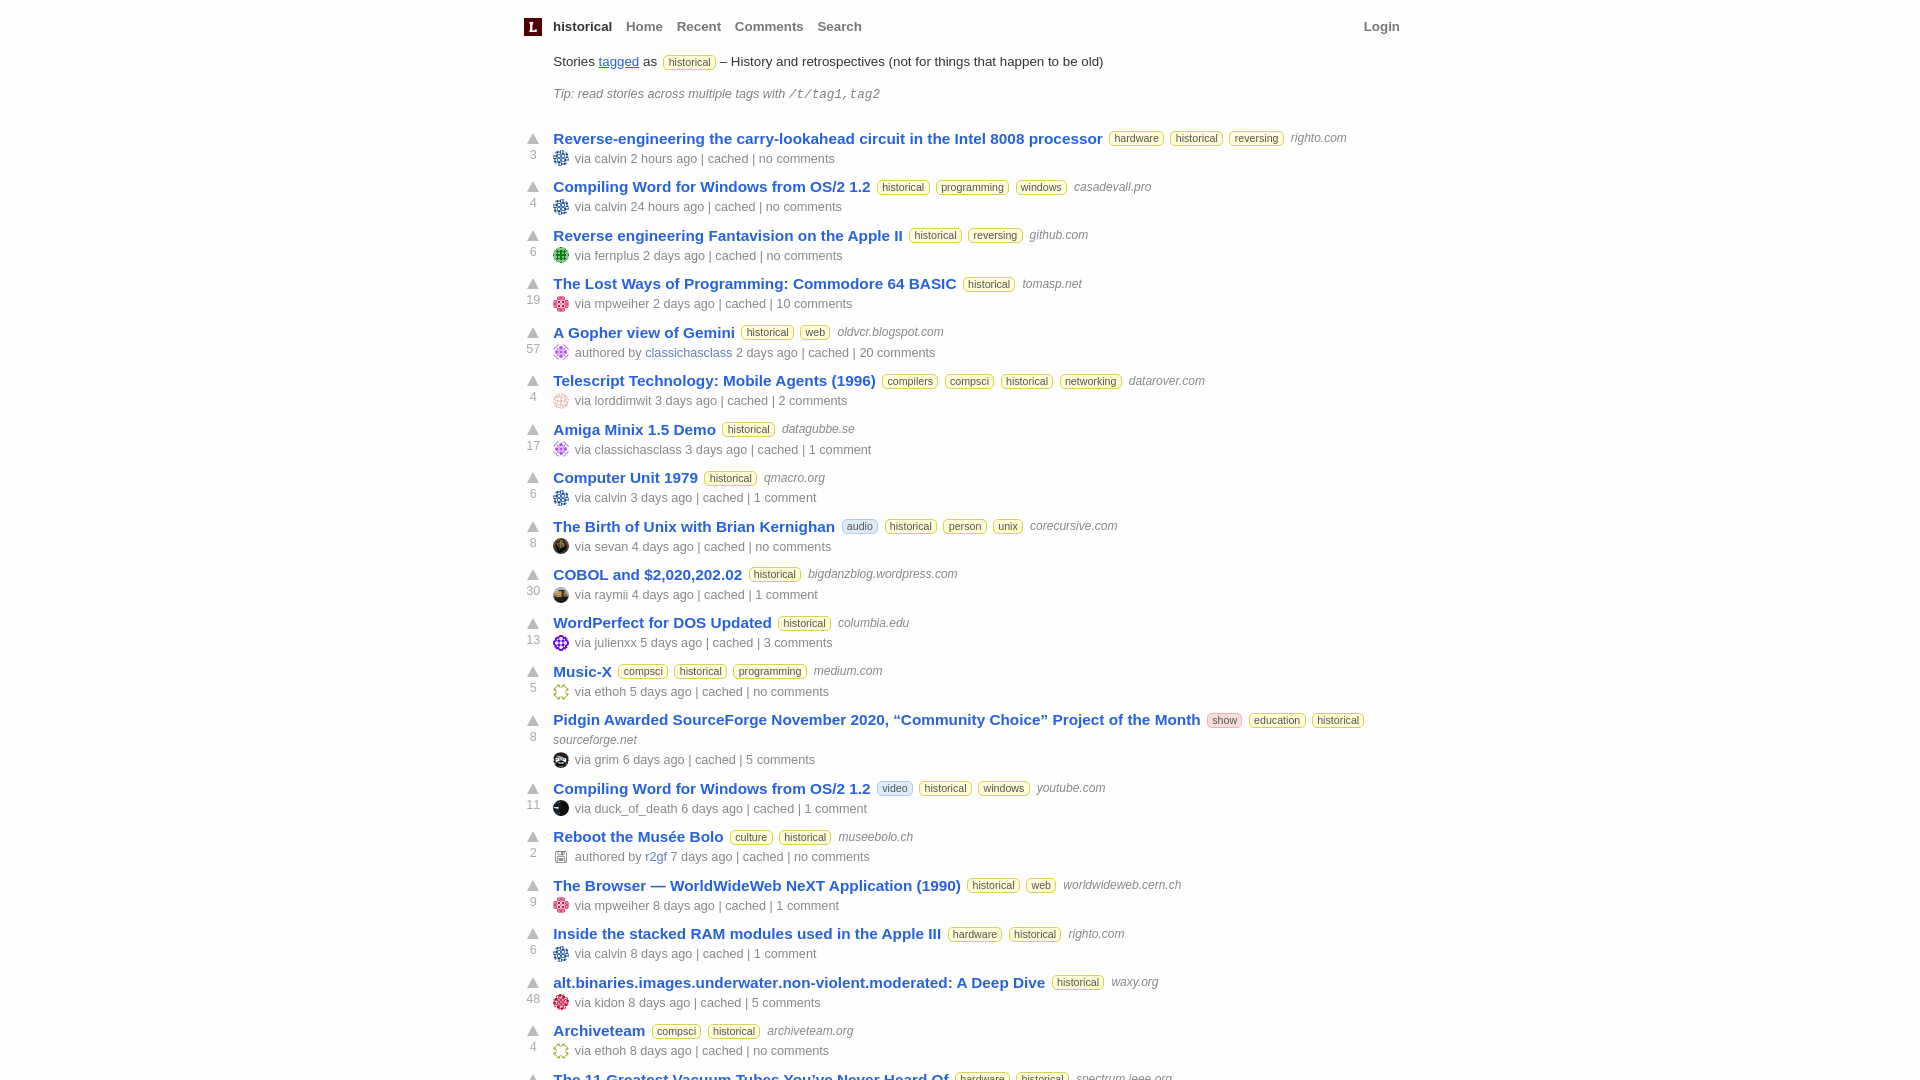 L historical Home Recent Comments Search Login
Stories tagged as historical – History and retrospectives (not for things that happen to be old)
Tip: read stories across multiple tags with /t/tag1,tag2
Reverse-engineering the carry-lookahead circuit in the Intel 8008 processor hardware historical reversing righto.com
3
via calvin 2 hours ago | cached | no comments
Compiling Word for Windows from OS/2 1.2 historical programming windows casadevall.pro
4
via calvin 24 hours ago | cached | no comments
Reverse engineering Fantavision on the Apple II historical reversing github.com
6
via fernplus 2 days ago | cached | no comments
The Lost Ways of Programming: Commodore 64 BASIC historical tomasp.net
19
via mpweiher 2 days ago | cached | 10 comments
A Gopher view of Gemini historical web oldvcr.blogspot.com
57
authored by classichasclass 2 days ago | cached | 20 comments
Telescript Technology: Mobile Agents (1996) compilers compsci historical networking datarover.com
4
via lorddimwit 3 days ago | cached | 2 comments
Amiga Minix 1.5 Demo historical datagubbe.se
17
via classichasclass 3 days ago | cached | 1 comment
Computer Unit 1979 historical qmacro.org
6
via calvin 3 days ago | cached | 1 comment
The Birth of Unix with Brian Kernighan audio historical person unix corecursive.com
8
via sevan 4 days ago | cached | no comments
COBOL and $2,020,202.02 historical bigdanzblog.wordpress.com
30
via raymii 4 days ago | cached | 1 comment
WordPerfect for DOS Updated historical columbia.edu
13
via julienxx 5 days ago | cached | 3 comments
Music-X compsci historical programming medium.com
5
via ethoh 5 days ago | cached | no comments
Pidgin Awarded SourceForge November 2020, “Community Choice” Project of the Month show education historical
8
sourceforge.net
via grim 6 days ago | cached | 5 comments
Compiling Word for Windows from OS/2 1.2 video historical windows youtube.com
11
via duck_of_death 6 days ago | cached | 1 comment
Reboot the Musée Bolo culture historical museebolo.ch
2
authored by r2gf 7 days ago | cached | no comments
The Browser — WorldWideWeb NeXT Application (1990) historical web worldwideweb.cern.ch
9
via mpweiher 8 days ago | cached | 1 comment
Inside the stacked RAM modules used in the Apple III hardware historical righto.com
6
via calvin 8 days ago | cached | 1 comment
alt.binaries.images.underwater.non-violent.moderated: A Deep Dive historical waxy.org
48
via kidon 8 days ago | cached | 5 comments
Archiveteam compsci historical archiveteam.org
4
via ethoh 8 days ago | cached | no comments
The 11 Greatest Vacuum Tubes You’ve Never Heard Of hardware historical spectrum.ieee.org